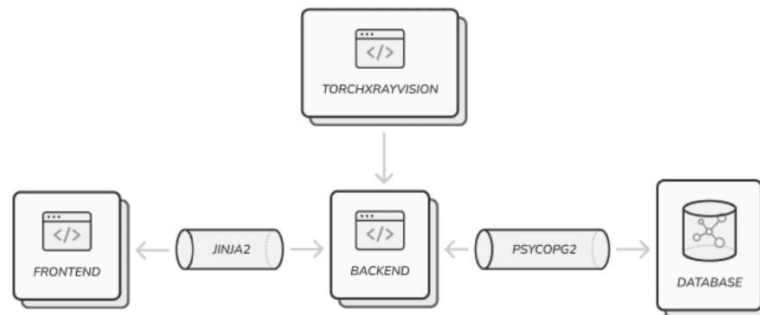 </>
TORCHXRAYVISION
</>
FRONTEND
JINJA2
</>
BACKEND
PSYCOPG2
DATABASE